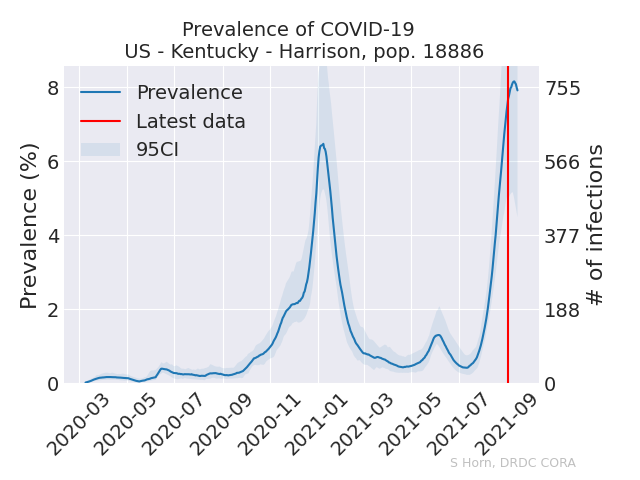 Prevalence of COVID-19
US - Kentucky - Harrison, pop. 18886
Prevalence
Latest data
95CI
8
6
4
2
0
Prevalence (%)
755
566
377
188
0
# of infections
2020-03
2020-05
2020-07
2020-09
2020-11
2021-01
2021-03
2021-05
2021-07
2021-09
S Horn, DRDC CORA